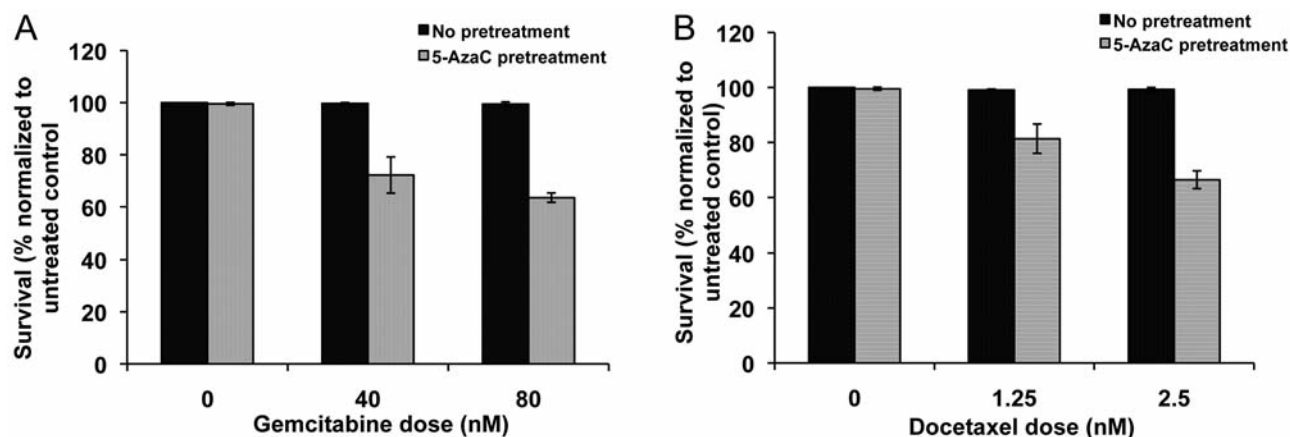 A
No pretreatment
5-AzaC pretreatment
Survival (% normalized to
untreated control
120
100
80
60
40
20
0
0 40 80
Gemcitabine dose (nM)
B
No pretreatment
5-AzaC pretreatment
Survival (% normalized to
untreated control)
120
100
80
60
40
20
0
0 1.25 2.5
Docetaxel dose (nM)